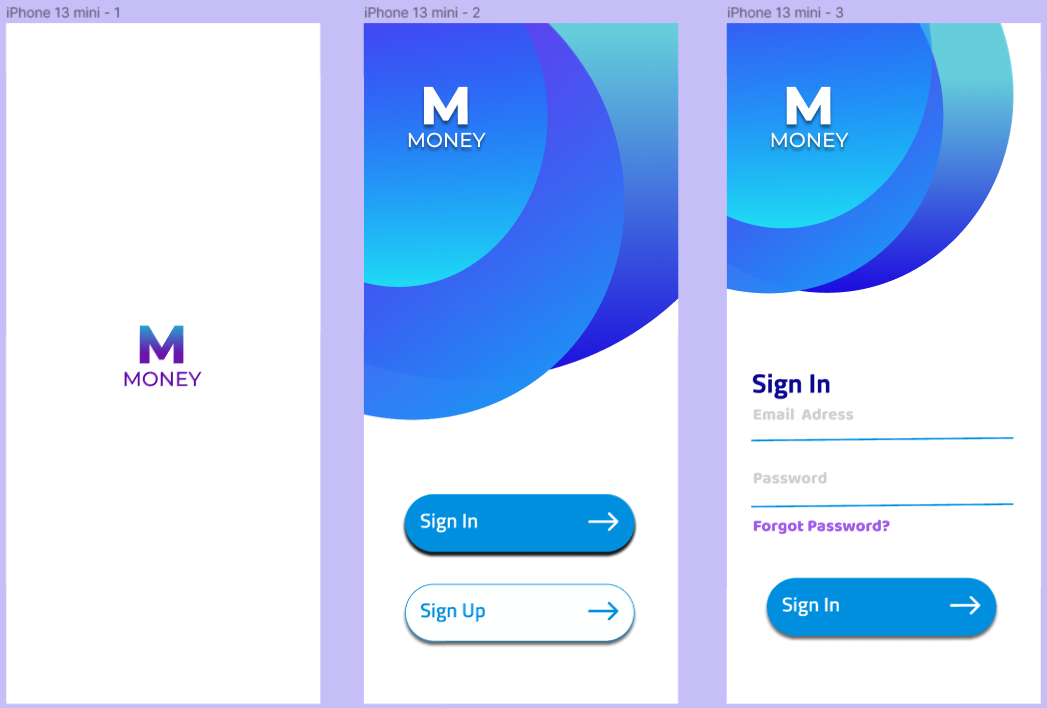 iPhone 13 mini - 1
M
MONEY
iPhone 13 mini - 2
M
MONEY
Sign In
Sign Up
iPhone 13 mini - 3
M
MONEY
Sign In
Email Adress
Password
Forgot Password?
Sign In